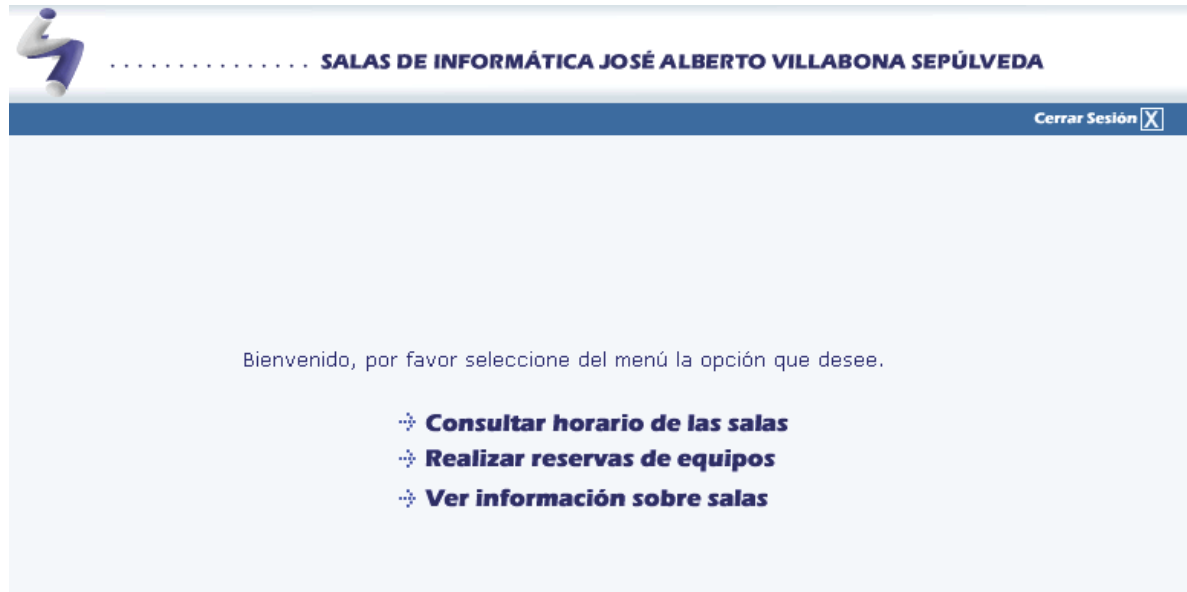 ............... SALAS DE INFORMÁTICA JOSÉ ALBERTO VILLABONA SEPÚLVEDA
Cerrar Sesión X
Bienvenido, por favor seleccione del menú la opción que desee.
Consultar horario de las salas
Realizar reservas de equipos
Ver información sobre salas